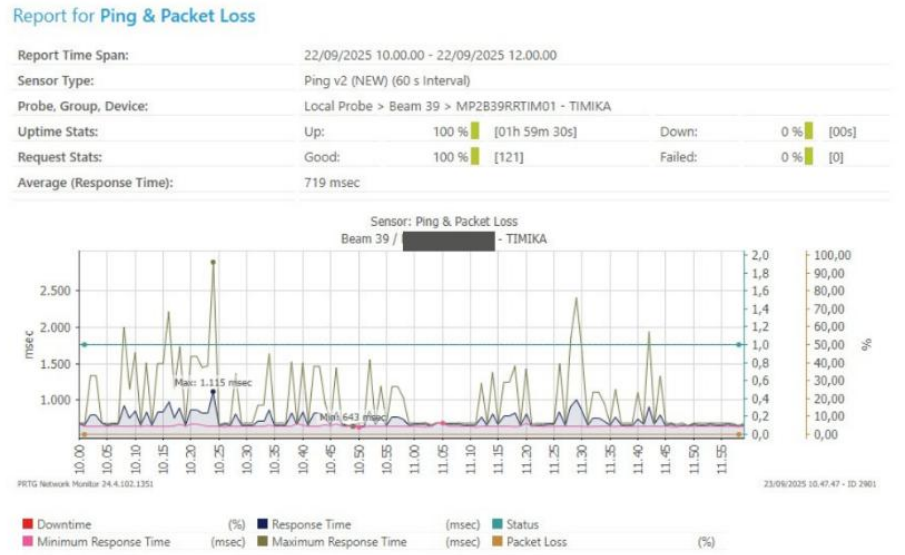 Report for Ping & Packet Loss
Report Time Span: 22/09/2025 10.00.00 - 22/09/2025 12.00.00
Sensor Type: Ping v2 (NEW) (60 s Interval)
Probe, Group, Device: Local Probe > Beam 39 > MP2B39RRTIM01 - TIMIKA
Uptime Stats: Up: 100 % [01h 59m 30s] Down: 0 % [00s]
Request Stats: Good: 100 % [121] Failed: 0 % [0]
Average (Response Time): 719 msec
Sensor: Ping & Packet Loss
Beam 39 / - TIMIKA
2,0 100,00
1,8 90,00
2.500 1,6 80,00
1,4 70,00
2.000 1,2 60,00
msec 1,0 50,00 %
1.500 0,8 40,00
Max: 1.115 msec 0,6 30,00
1.000 0,4 20,00
Min: 643 msec 0,2 10,00
0,0 0,00
10.00 10.05 10.10 10.15 10.20 10.25 10.30 10.35 10.40 10.45 10.50 10.55 11.00 11.05 11.10 11.15 11.20 11.25 11.30 11.35 11.40 11.45 11.50 11.55
PRTG Network Monitor 24.4.102.1351 23/09/2025 10.47.47 - ID 2901
Downtime (%) Response Time (msec) Status
Minimum Response Time (msec) Maximum Response Time (msec) Packet Loss (%)